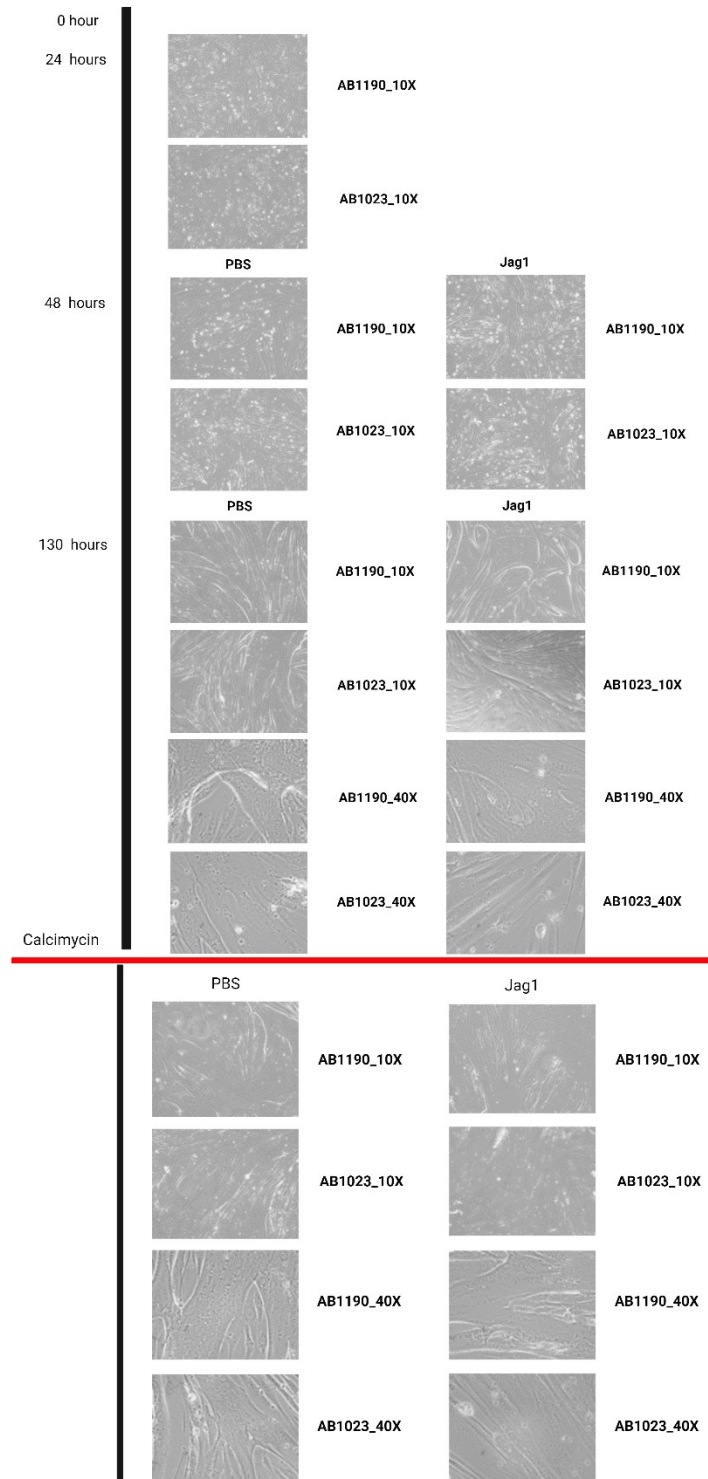 0 hour
24 hours
AB1190_10X
AB1023_10X
PBS
Jag1
48 hours
AB1190_10X
AB1190_10X
AB1023_10X
AB1023_10X
PBS
Jag1
130 hours
AB1190_10X
AB1190_10X
AB1023_10X
AB1023_10X
AB1190_40X
AB1190_40X
AB1023_40X
AB1023_40X
Calcimycin
PBS
Jag1
AB1190_10X
AB1190_10X
AB1023_10X
AB1023_10X
AB1190_40X
AB1190_40X
AB1023_40X
AB1023_40X